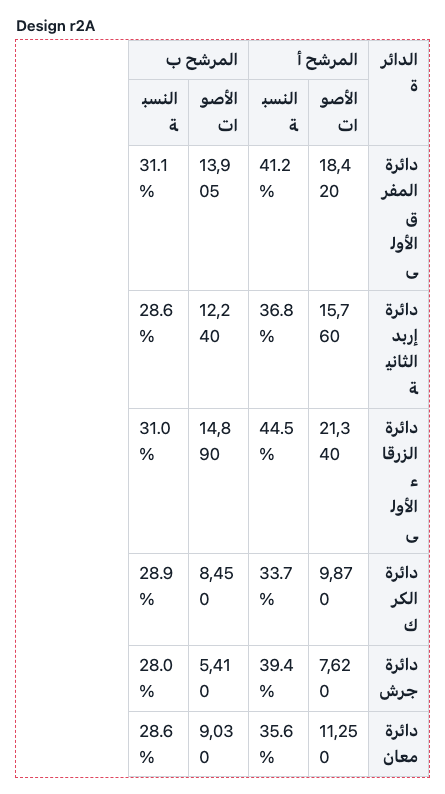 Design r2A
الدائرة
المرشح أ
المرشح ب
الأصوات
النسبة
الأصوات
النسبة
دائرة المفرق الأولى
18,420
41.2%
13,905
31.1%
دائرة إربد الثانية
15,760
36.8%
12,240
28.6%
دائرة الزرقاء الأولى
21,340
44.5%
14,890
31.0%
دائرة الكرك
9,870
33.7%
8,450
28.9%
دائرة جرش
7,620
39.4%
5,410
28.0%
دائرة معان
11,250
35.6%
9,030
28.6%